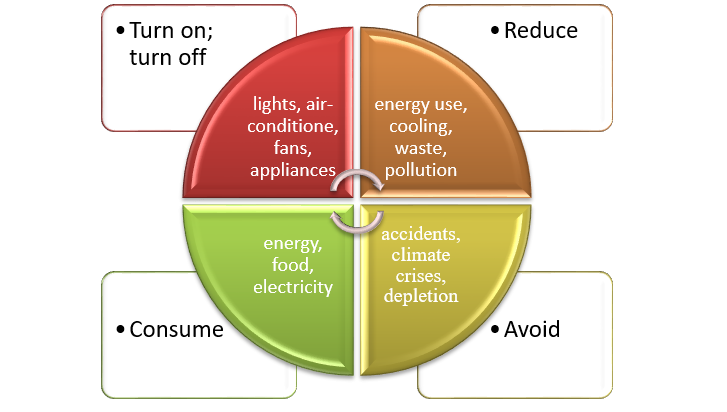 • Turn on;
turn off
• Reduce
lights, air-
conditione,
fans,
appliances
energy use,
cooling,
waste,
pollution
energy,
food,
electricity
accidents,
climate
crises,
depletion
• Consume
• Avoid